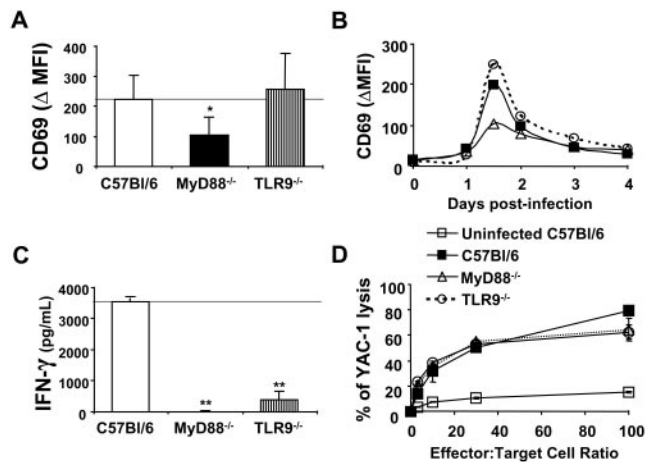 A
CD69 (Δ MFI)
400
300
200
100
0
*
C57Bl/6 MyD88-/- TLR9-/-
B
CD69 (ΔMFI)
300
200
100
0
0 1 2 3 4
Days post-infection
Uninfected C57Bl/6
C57Bl/6
MyD88-/-
TLR9-/-
C
IFN-γ (pg/mL)
4000
3000
2000
1000
0
** **
C57Bl/6 MyD88-/- TLR9-/-
D
% of YAC-1 lysis
100
80
60
40
20
0
0 20 40 60 80 100
Effector:Target Cell Ratio